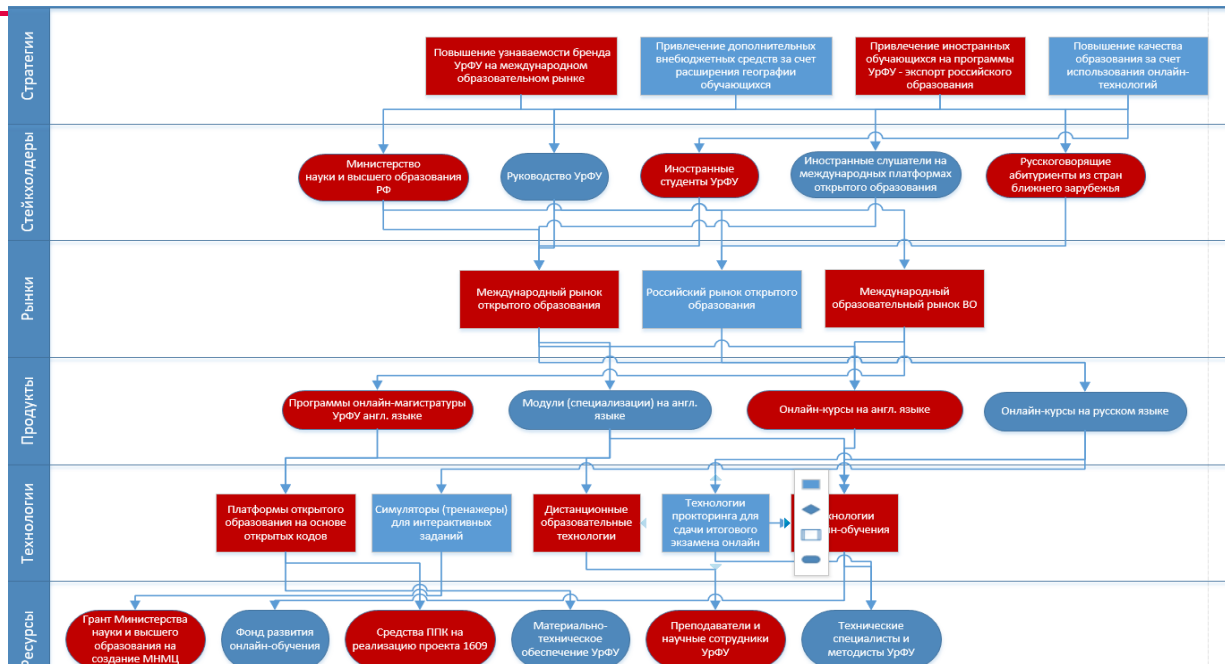 Стратегии
Повышение узнаваемости бренда
УрФУ на международном
образовательном рынке
Привлечение дополнительных
внебюджетных средств за счет
расширения географии
обучающихся
Привлечение иностранных
обучающихся на программы
УрФУ - экспорт российского
образования
Повышение качества
образования за счет
использования онлайн-
технологий
Стейкхолдеры
Министерство
науки и высшего образования
РФ
Руководство УрФУ
Иностранные
студенты УрФУ
Иностранные слушатели на
международных платформах
открытого образования
Русскоговорящие
абитуриенты из стран
ближнего зарубежья
Рынки
Международный рынок
открытого образования
Российский рынок открытого
образования
Международный
образовательный рынок ВО
Продукты
Программы онлайн-магистратуры
УрФУ англ. языке
Модули (специализации) на англ.
языке
Онлайн-курсы на англ. языке
Онлайн-курсы на русском языке
Технологии
Платформы открытого
образования на основе
открытых кодов
Симуляторы (тренажеры)
для интерактивных
заданий
Дистанционные
образовательные
технологии
Технологии
прокторинга для
сдачи итогового
экзамена онлайн
Ресурсы
Грант Министерства
науки и высшего
образования на
создание МНМЦ
Фонд развития
онлайн-обучения
Средства ППК на
реализацию проекта 1609
Материально-
техническое
обеспечение УрФУ
Преподаватели и
научные сотрудники
УрФУ
Технические
специалисты и
методисты УрФУ